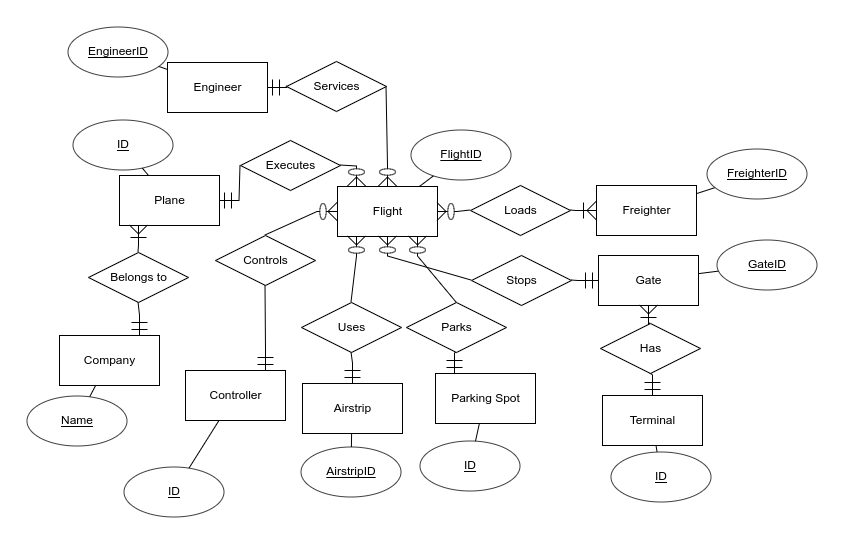 EngineerID
Engineer
Services
ID
Plane
Executes
FlightID
Flight
Loads
Freighter
FreighterID
Belongs to
Controls
Stops
Gate
GateID
Uses
Parks
Has
Company
Name
Controller
ID
Airstrip
AirstripID
Parking Spot
ID
Terminal
ID